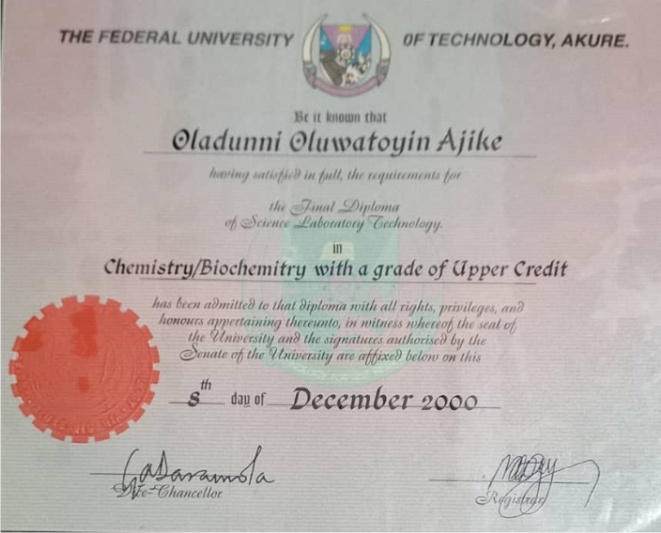 THE FEDERAL UNIVERSITY OF TECHNOLOGY, AKURE.
Be it known that
Oladunni Oluwatoyin Ajike
having satisfied in full, the requirements for
the Final Diploma
of Science Laboratory Technology.
in
Chemistry/Biochemitry with a grade of Upper Credit
has been admitted to that diploma with all rights, privileges, and
honours appertaining thereunto, in witness whereof the seal of
the University and the signatures authorised by the
Senate of the University are affixed below on this
8th day of December 2000
Vice-Chancellor Registrar